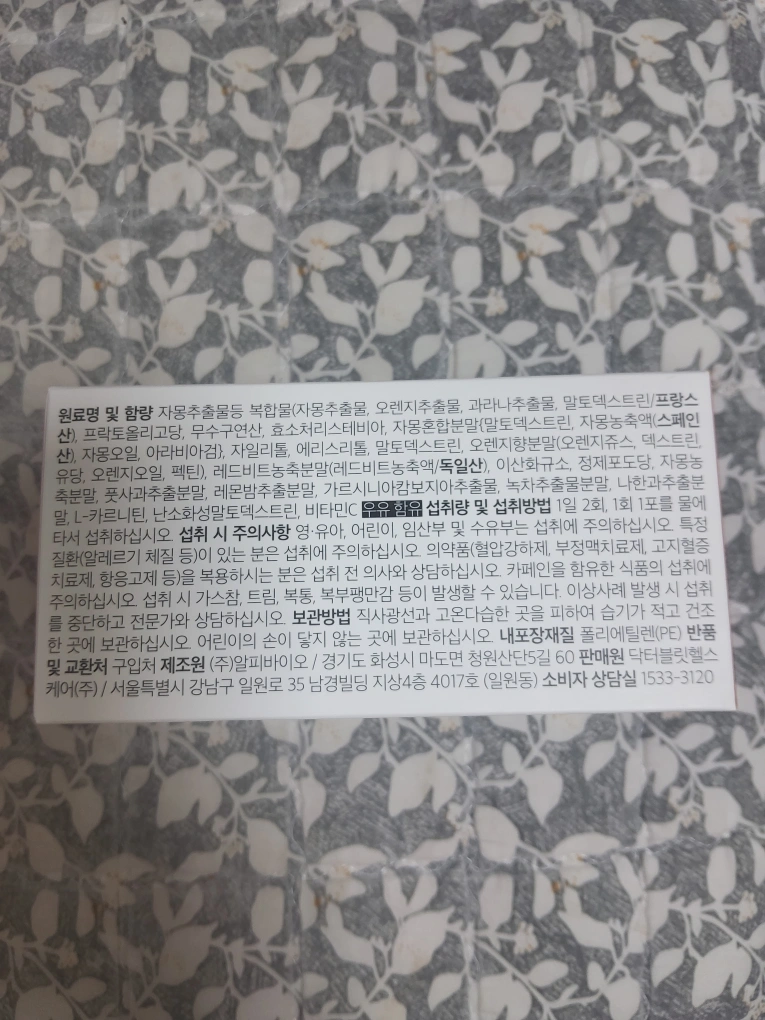 원료명 및 함량 자몽추출물등 복합물(자몽추출물, 오렌지추출물, 과라나추출물, 말토덱스트린/프랑스
산), 프락토올리고당, 무수구연산, 효소처리스테비아, 자몽혼합분말{말토덱스트린, 자몽농축액(스페인
산), 자몽오일, 아라비아검}, 자일리톨, 에리스리톨, 말토덱스트린, 오렌지향분말(오렌지쥬스, 덱스트린,
유당, 오렌지오일, 펙틴), 레드비트농축분말(레드비트농축액/독일산), 이산화규소, 정제포도당, 자몽농
축분말, 풋사과추출분말, 레몬밤추출분말, 가르시니아캄보지아추출물, 녹차추출물분말, 나한과추출분
말, L-카르니틴, 난소화성말토덱스트린, 비타민C 우유 함유 섭취량 및 섭취방법 1일 2회, 1회 1포를 물에
타서 섭취하십시오. 섭취 시 주의사항 영·유아, 어린이, 임산부 및 수유부는 섭취에 주의하십시오. 특정
질환(알레르기 체질 등)이 있는 분은 섭취에 주의하십시오. 의약품(혈압강하제, 부정맥치료제, 고지혈증
치료제, 항응고제 등)을 복용하시는 분은 섭취 전 의사와 상담하십시오. 카페인을 함유한 식품의 섭취에
주의하십시오. 섭취 시 가스참, 트림, 복통, 복부팽만감 등이 발생할 수 있습니다. 이상사례 발생 시 섭취
를 중단하고 전문가와 상담하십시오. 보관방법 직사광선과 고온다습한 곳을 피하여 습기가 적고 건조
한 곳에 보관하십시오. 어린이의 손이 닿지 않는 곳에 보관하십시오. 내포장재질 폴리에틸렌(PE) 반품
및 교환처 구입처 제조원 (주)알피바이오 / 경기도 화성시 마도면 청원산단5길 60 판매원 닥터블릿헬스
케어(주) / 서울특별시 강남구 일원로 35 남경빌딩 지상4층 4017호 (일원동) 소비자 상담실 1533-3120